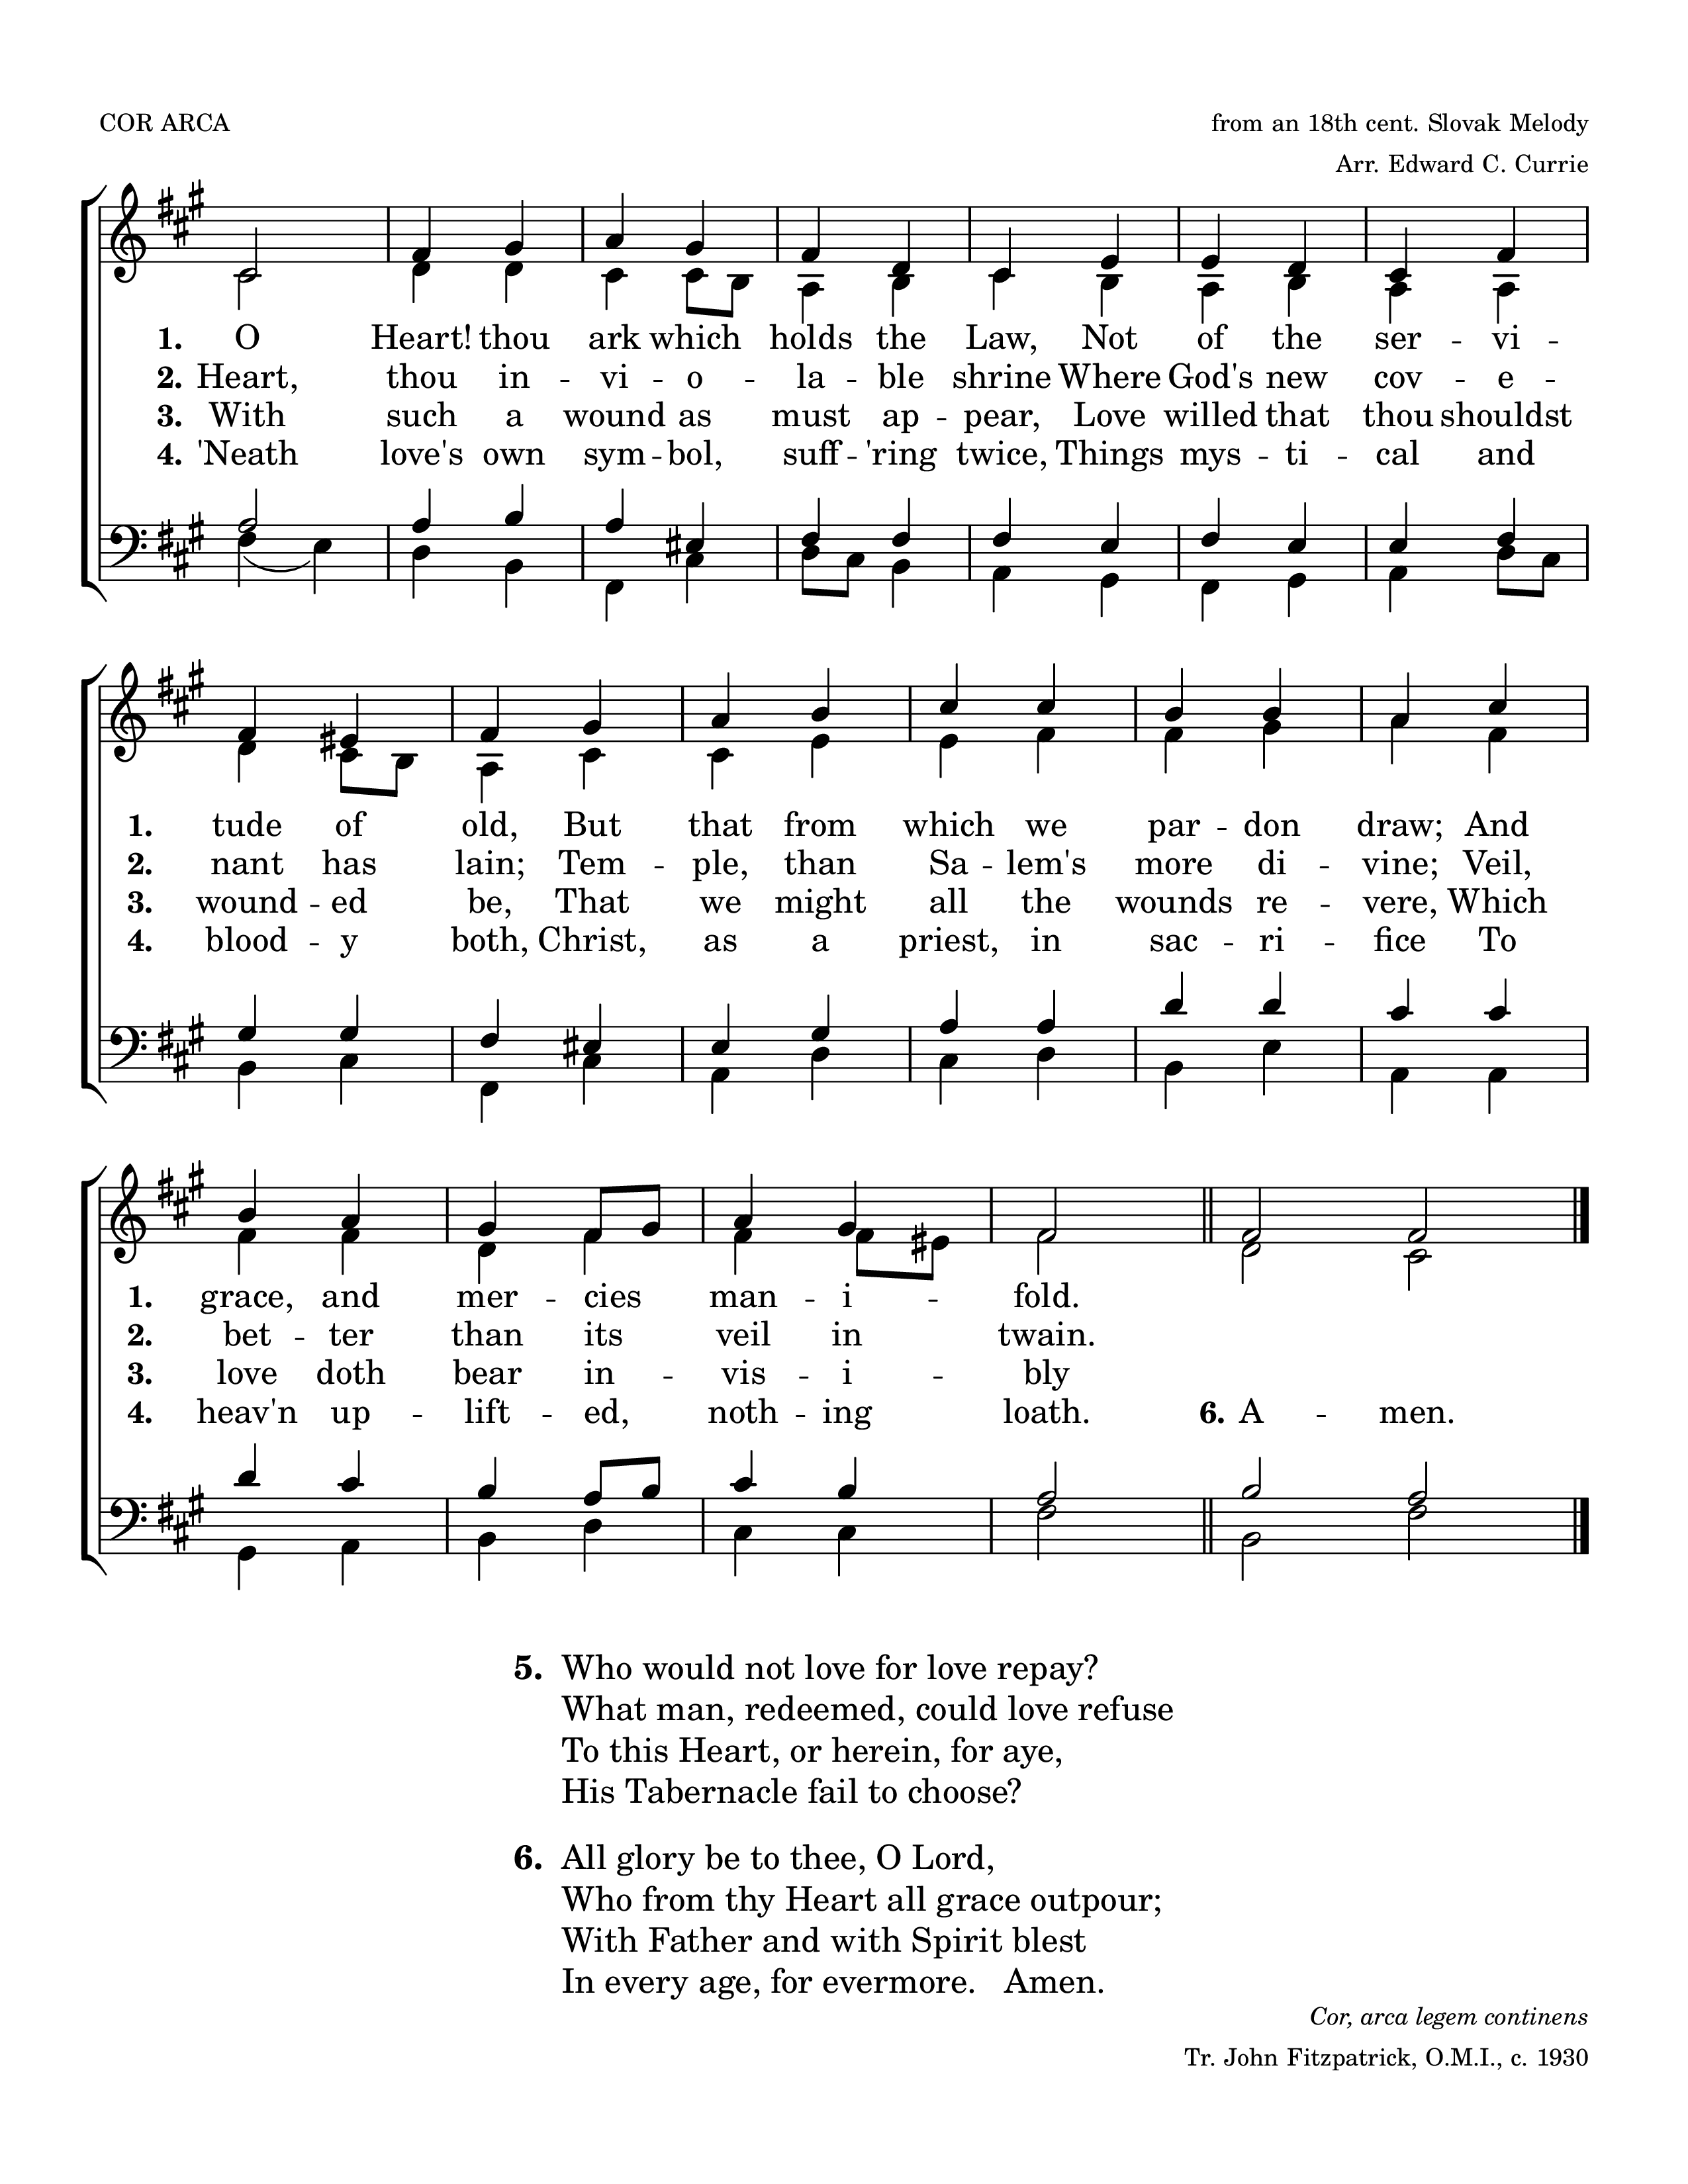 COR ARCA
from an 18th cent. Slovak Melody
Arr. Edward C. Currie
1. O Heart! thou ark which holds the Law, Not of the ser - vi -
2. Heart, thou in - vi - o - la - ble shrine Where God's new cov - e -
3. With such a wound as must ap - pear, Love willed that thou shouldst
4. 'Neath love's own sym - bol, suff - 'ring twice, Things mys - ti - cal and
1. tude of old, But that from which we par - don draw; And
2. nant has lain; Tem - ple, than Sa - lem's more di - vine; Veil,
3. wound - ed be, That we might all the wounds re - vere, Which
4. blood - y both, Christ, as a priest, in sac - ri - fice To
1. grace, and mer - cies man - i - fold.
2. bet - ter than its veil in twain.
3. love doth bear in - vis - i - bly
4. heav'n up - lift - ed, noth - ing loath. 6. A - men.
5. Who would not love for love repay?
What man, redeemed, could love refuse
To this Heart, or herein, for aye,
His Tabernacle fail to choose?
6. All glory be to thee, O Lord,
Who from thy Heart all grace outpour;
With Father and with Spirit blest
In every age, for evermore. Amen.
Cor, arca legem continens
Tr. John Fitzpatrick, O.M.I., c. 1930